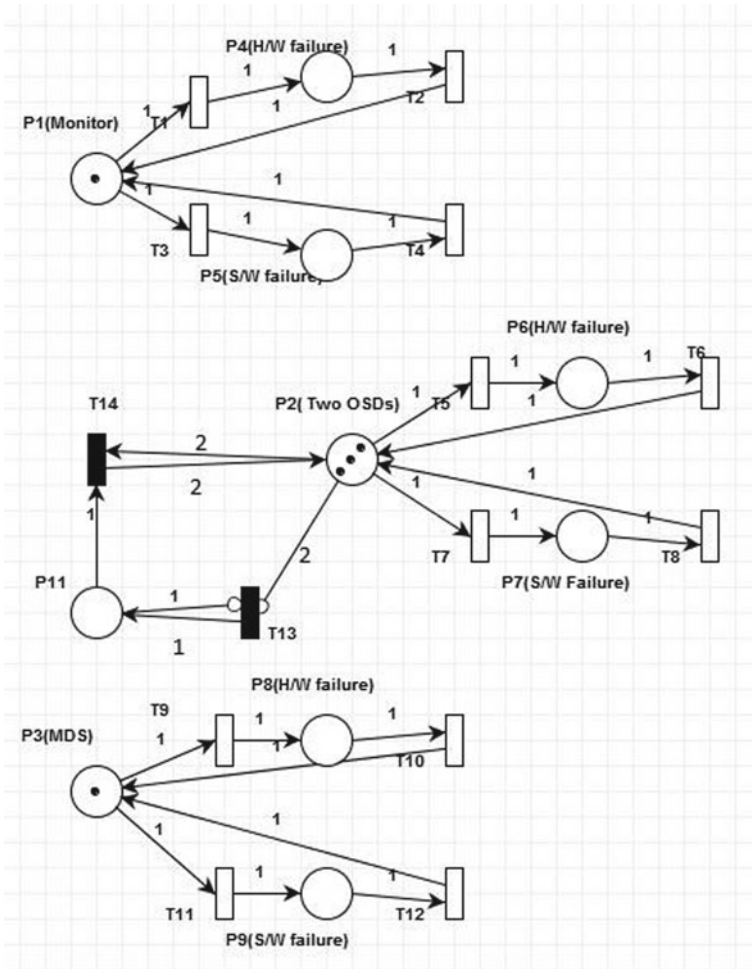 P4(H/W failure)
1
1
1
T1
1
T2
P1(Monitor)
1
1
1
1
T3
T4
P5(S/W failure)
P6(H/W failure)
1
1
T6
T14
P2( Two OSDs)
1
T5
1
2
2
1
1
1
1
1
T7
T8
2
P11
1
P7(S/W Failure)
T13
1
P8(H/W failure)
T9
1
1
P3(MDS)
1
1
T10
1
1
1
1
T11
T12
P9(S/W failure)